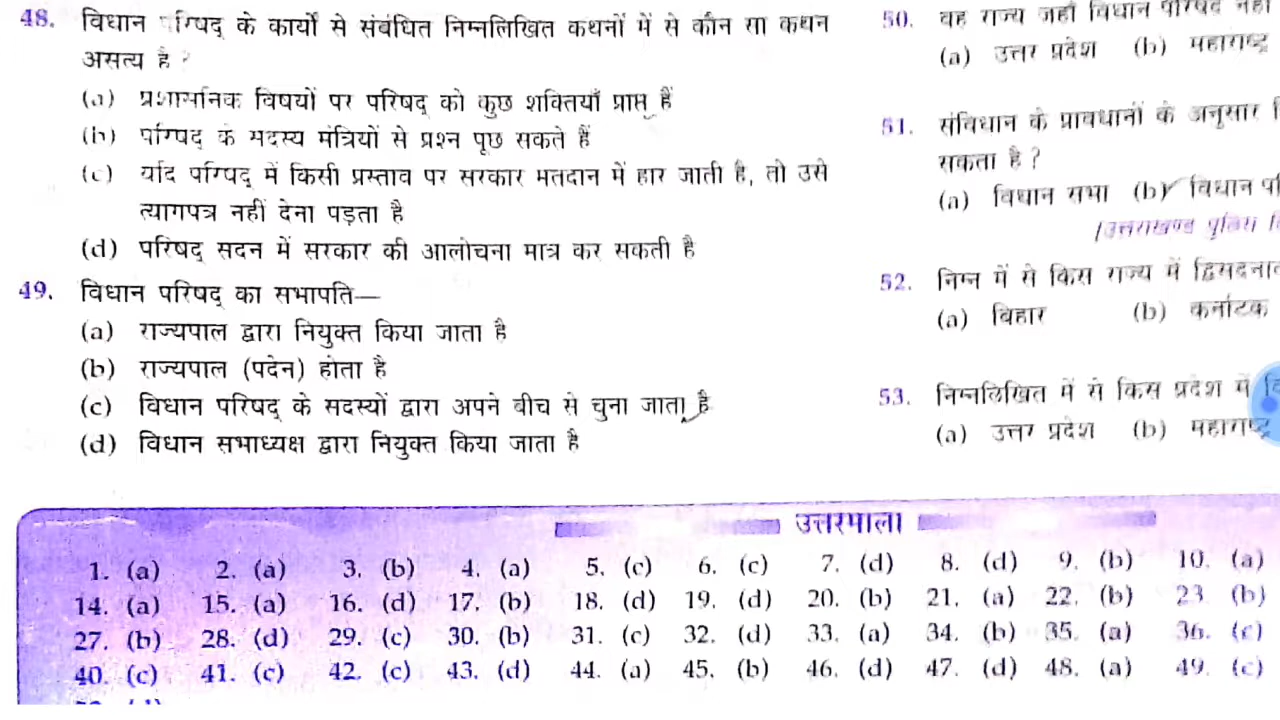 48. विधान परिषद् के कार्यों से संबंधित निम्नलिखित कथनों में से कौन सा कथन
असत्य है ?
(a) प्रशासनिक विषयों पर परिषद् को कुछ शक्तियाँ प्राप्त हैं
(b) परिषद् के सदस्य मंत्रियों से प्रश्न पूछ सकते हैं
(c) यदि परिषद् में किसी प्रस्ताव पर सरकार मतदान में हार जाती है, तो उसे
त्यागपत्र नहीं देना पड़ता है
(d) परिषद् सदन में सरकार की आलोचना मात्र कर सकती है
49. विधान परिषद् का सभापति—
(a) राज्यपाल द्वारा नियुक्त किया जाता है
(b) राज्यपाल (पदेन) होता है
(c) विधान परिषद् के सदस्यों द्वारा अपने बीच से चुना जाता है
(d) विधान सभाध्यक्ष द्वारा नियुक्त किया जाता है
50. वह राज्य जहाँ विधान परिषद नहीं
(a) उत्तर प्रदेश (b) महाराष्ट्र
51. संविधान के प्रावधानों के अनुसार
सकता है ?
(a) विधान सभा (b) विधान
[उत्तराखण्ड पुलिस
52. निम्न में से किस राज्य में
(a) बिहार (b) कर्नाटक
53. निम्नलिखित में से किस प्रदेश में
(a) उत्तर प्रदेश (b) महाराष्ट्र
उत्तरमाला
1. (a) 2. (a) 3. (b) 4. (a) 5. (c) 6. (c) 7. (d) 8. (d) 9. (b) 10. (a)
14. (a) 15. (a) 16. (d) 17. (b) 18. (d) 19. (d) 20. (b) 21. (a) 22. (b) 23. (b)
27. (b) 28. (d) 29. (c) 30. (b) 31. (c) 32. (d) 33. (a) 34. (b) 35. (a) 36. (c)
40. (c) 41. (c) 42. (c) 43. (d) 44. (a) 45. (b) 46. (d) 47. (d) 48. (a) 49. (c)